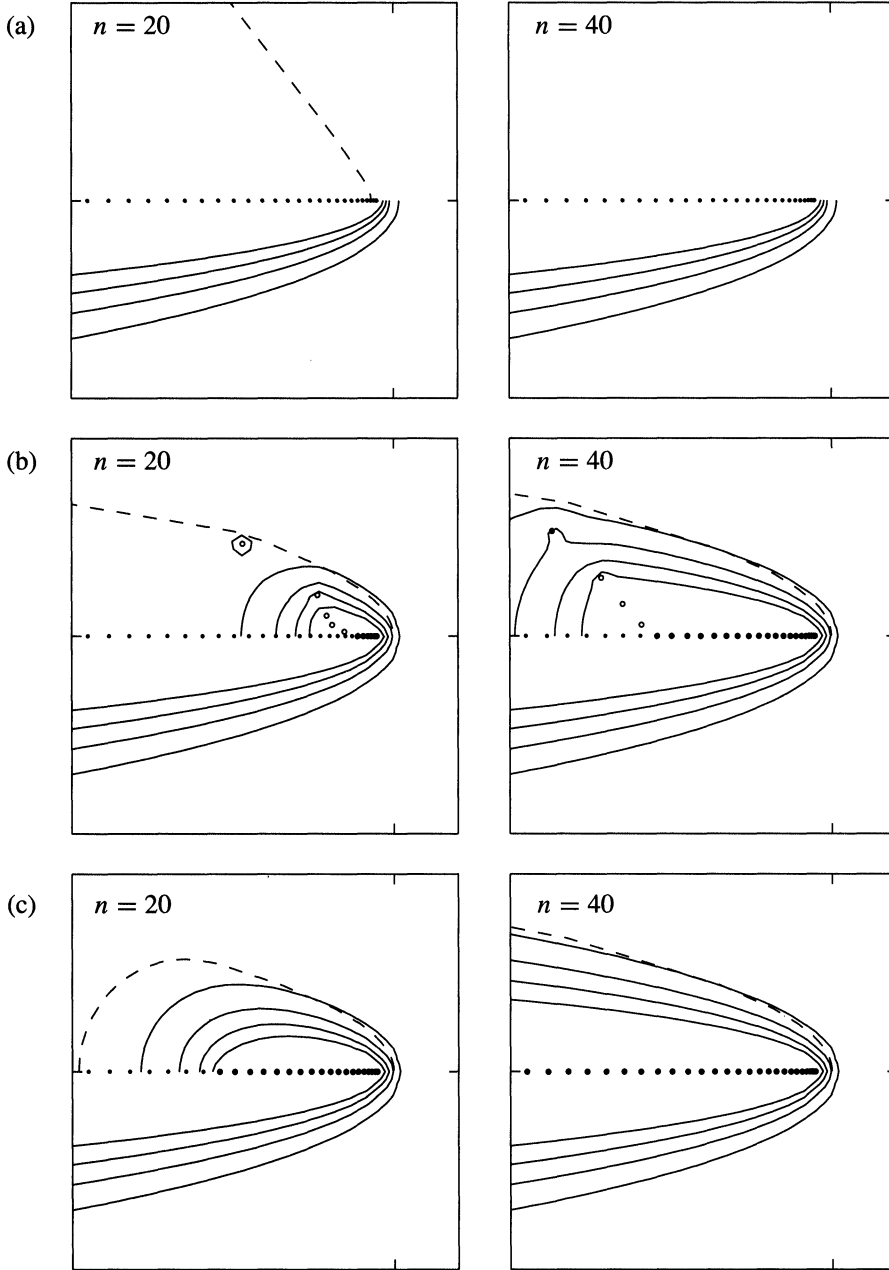 (a) n = 20 n = 40
(b) n = 20 n = 40
(c) n = 20 n = 40